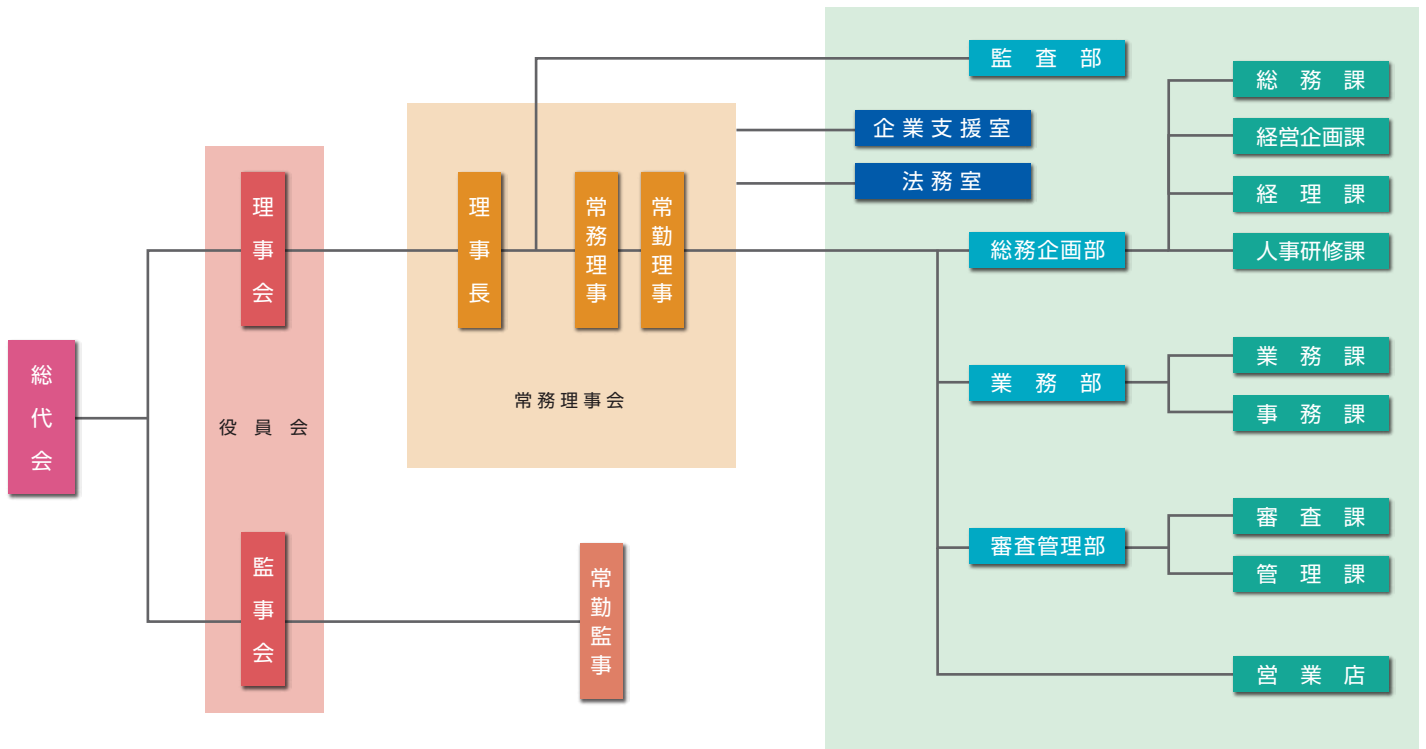 総代会
理事会
役員会
監事会
理事長
常務理事
常勤理事
常務理事会
常勤監事
監査部
企業支援室
法務室
総務企画部
総務課
経営企画課
経理課
人事研修課
業務部
業務課
事務課
審査管理部
審査課
管理課
営業店